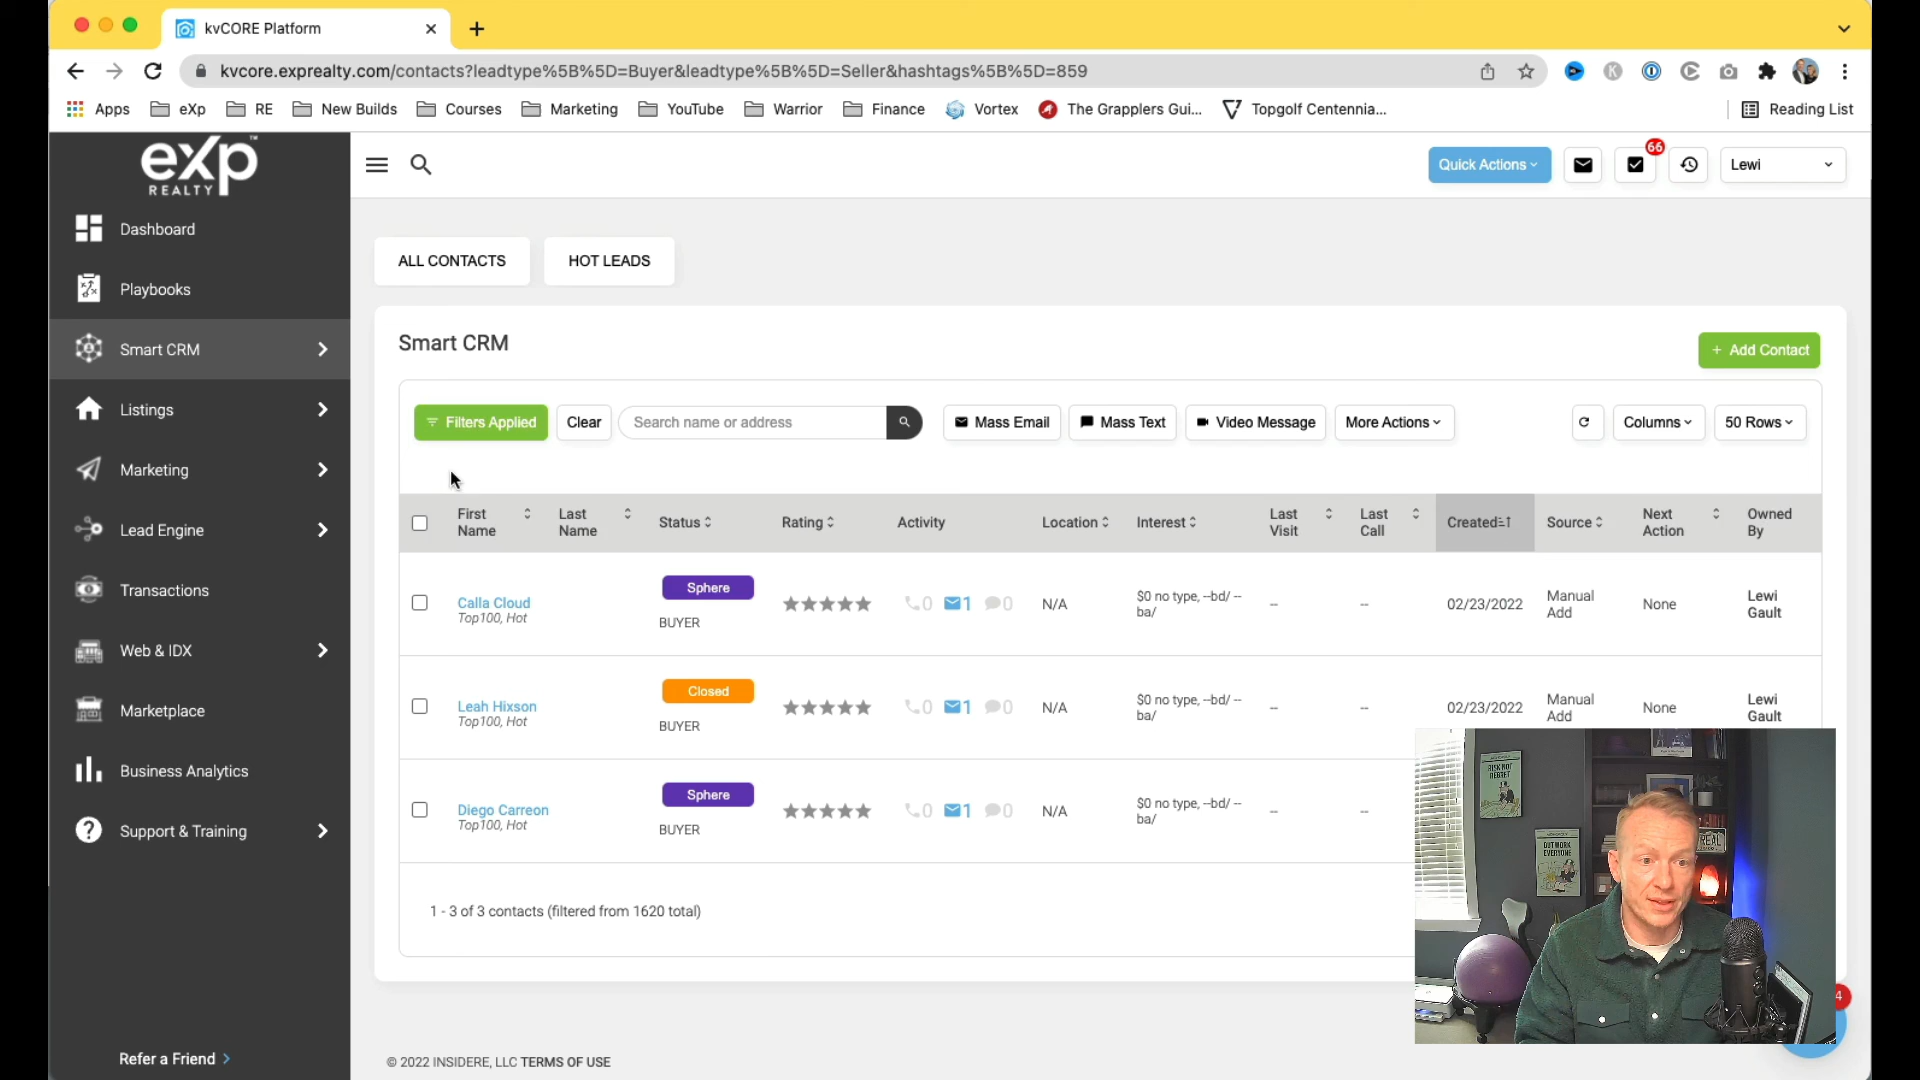 kvCORE Platform
kvcore.exprealty.com/contacts?leadtype%5B%5D=Buyer&leadtype%5B%5D=Seller&hashtags%5B%5D=859
Apps eXp RE New Builds Courses Marketing YouTube Warrior Finance Vortex The Grapplers Gui... Topgolf Centennia... Reading List
eXp™
REALTY
Quick Actions 66 Lewi
Dashboard
Playbooks
Smart CRM
Listings
Marketing
Lead Engine
Transactions
Web & IDX
Marketplace
Business Analytics
Support & Training
Refer a Friend
ALL CONTACTS HOT LEADS
Smart CRM
+ Add Contact
Filters Applied Clear Search name or address Mass Email Mass Text Video Message More Actions Columns 50 Rows
First Name Last Name Status Rating Activity Location Interest Last Visit Last Call Created Source Next Action Owned By
Calla Cloud
Top100, Hot
Sphere
BUYER
0 1 0
N/A
$0 no type, --bd/ --
ba/
-- --
02/23/2022
Manual
Add
None
Lewi
Gault
Leah Hixson
Top100, Hot
Closed
BUYER
0 1 0
N/A
$0 no type, --bd/ --
ba/
-- --
02/23/2022
Manual
Add
None
Lewi
Gault
Diego Carreon
Top100, Hot
Sphere
BUYER
0 1 0
N/A
$0 no type, --bd/ --
ba/
-- --
1 - 3 of 3 contacts (filtered from 1620 total)
RISK NOT
REGRET
OUTWORK
EVERYONE
REAL
4
© 2022 INSIDERE, LLC TERMS OF USE